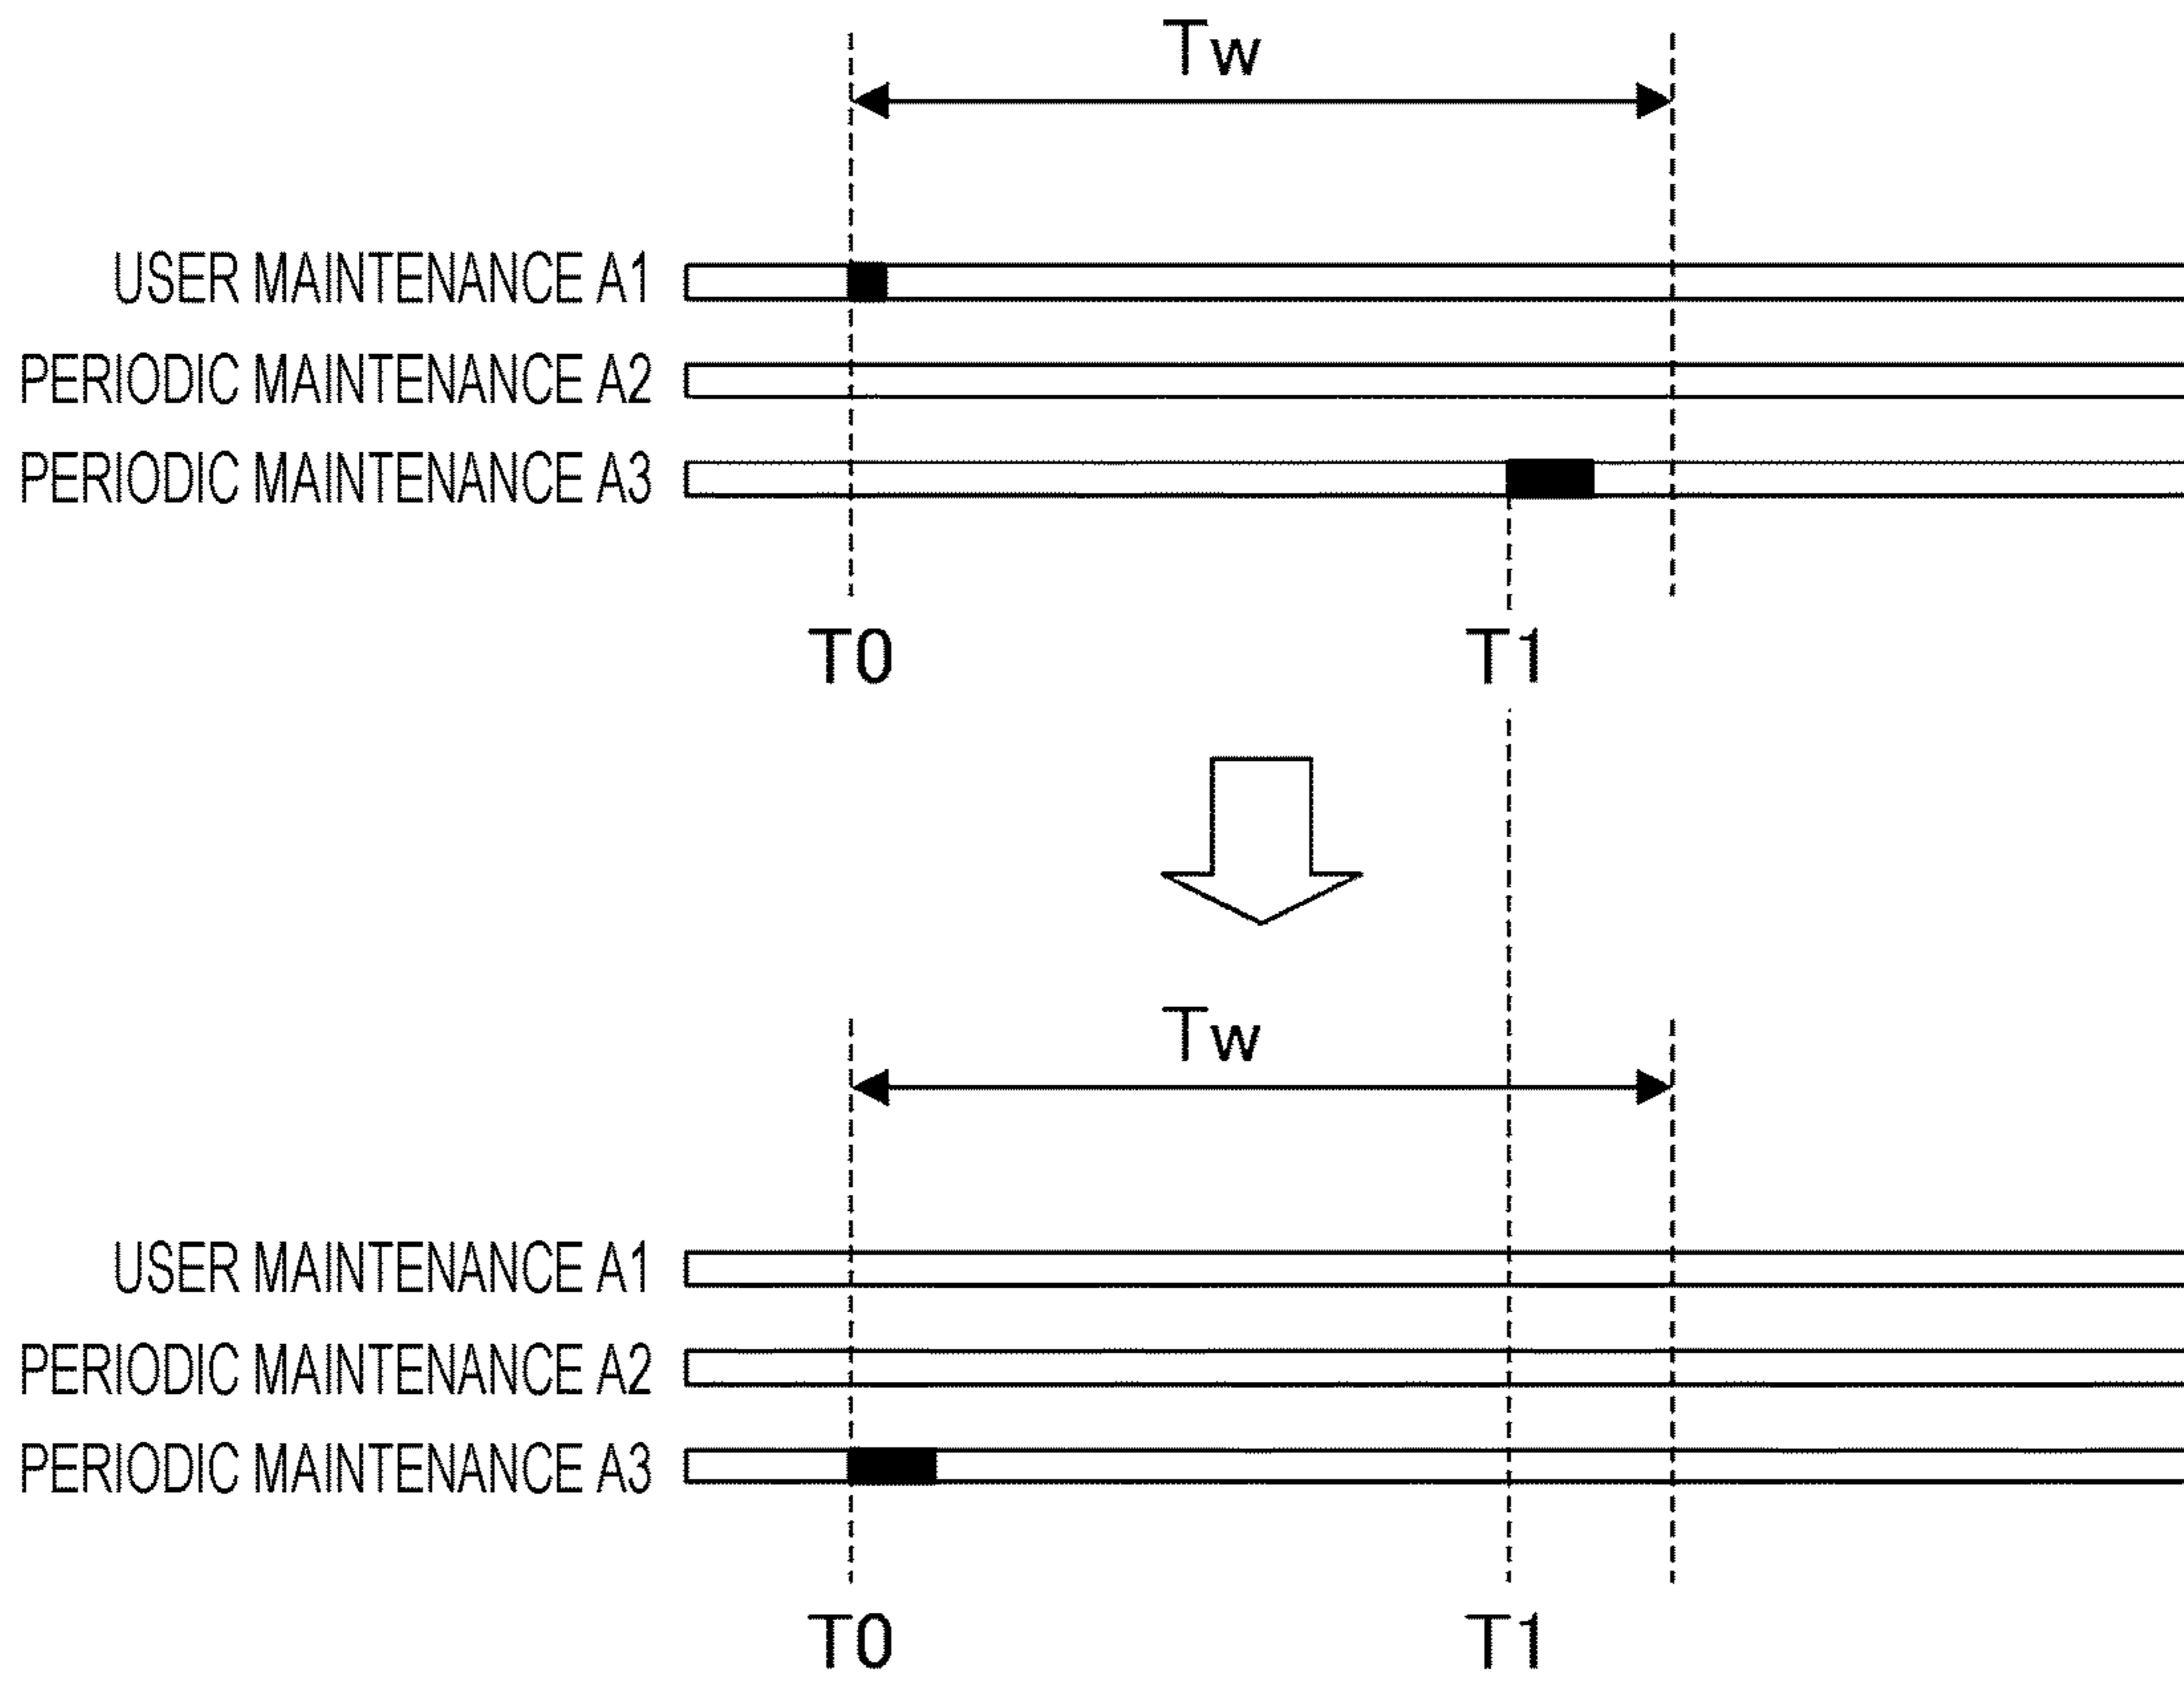 Tw
USER MAINTENANCE A1
PERIODIC MAINTENANCE A2
PERIODIC MAINTENANCE A3
T0 T1
Tw
USER MAINTENANCE A1
PERIODIC MAINTENANCE A2
PERIODIC MAINTENANCE A3
T0 T1